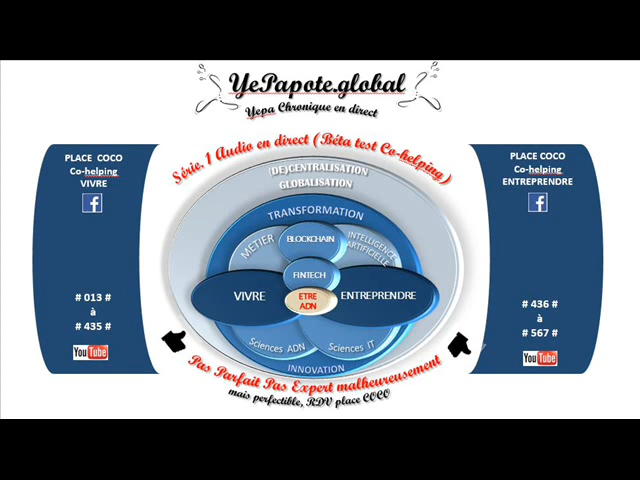 YePapote.global
Yepa Chronique en direct
Série, 1 Audio en direct (Béta test Co-helping)
(DE)CENTRALISATION
GLOBALISATION
TRANSFORMATION
METIER
BLOCKCHAIN
INTELLIGENCE
ARTIFICIELLE
FINTECH
VIVRE
ETRE
ADN
ENTREPRENDRE
Sciences ADN
Sciences IT
INNOVATION
Pas Parfait Pas Expert malheureusement
mais perfectible, RDV place COCO
PLACE COCO
Co-helping
VIVRE
f
# 013 #
à
# 435 #
YouTube
PLACE COCO
Co-helping
ENTREPRENDRE
f
# 436 #
à
# 567 #
YouTube